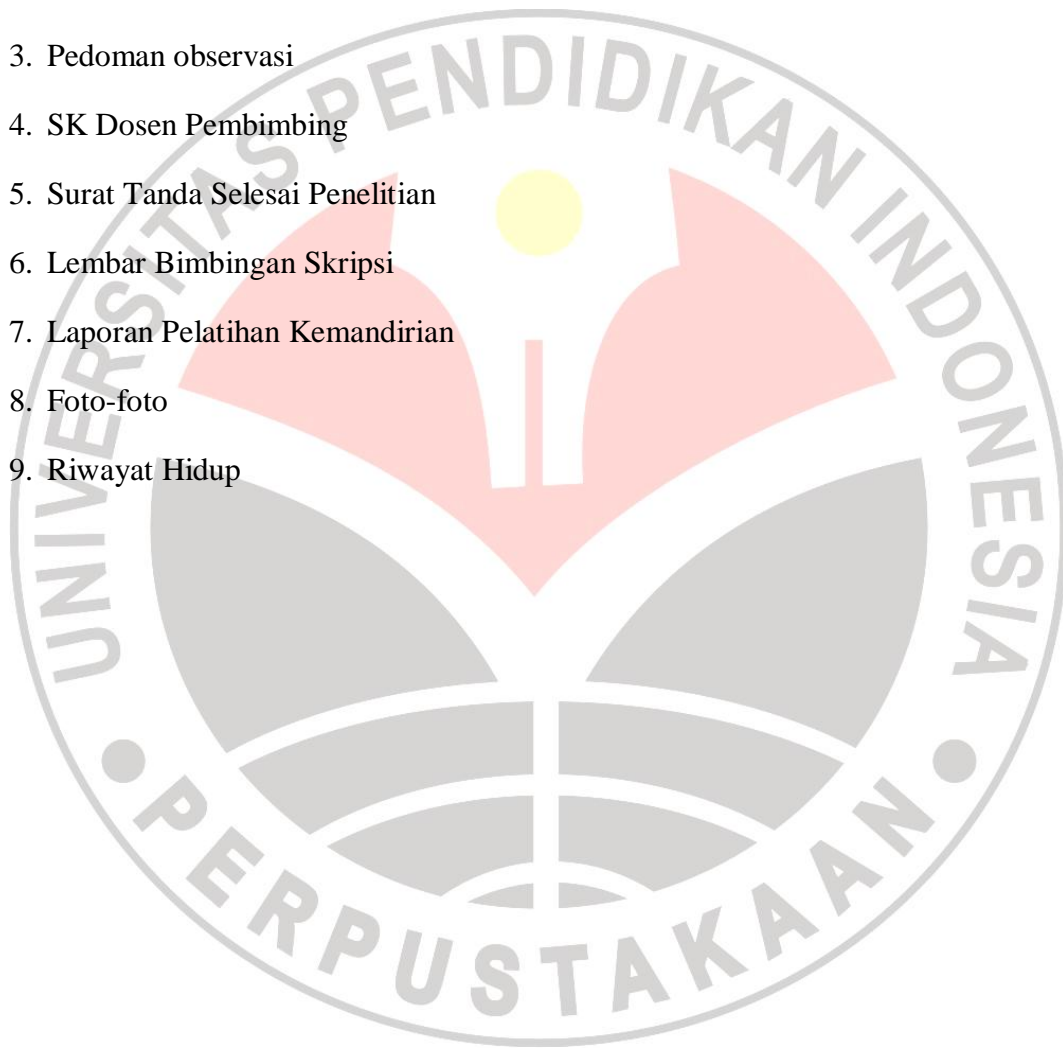 3. Pedoman observasi
4. SK Dosen Pembimbing
5. Surat Tanda Selesai Penelitian
6. Lembar Bimbingan Skripsi
7. Laporan Pelatihan Kemandirian
8. Foto-foto
9. Riwayat Hidup
UNIVERSITAS PENDIDIKAN INDONESIA
PERPUSTAKAAN